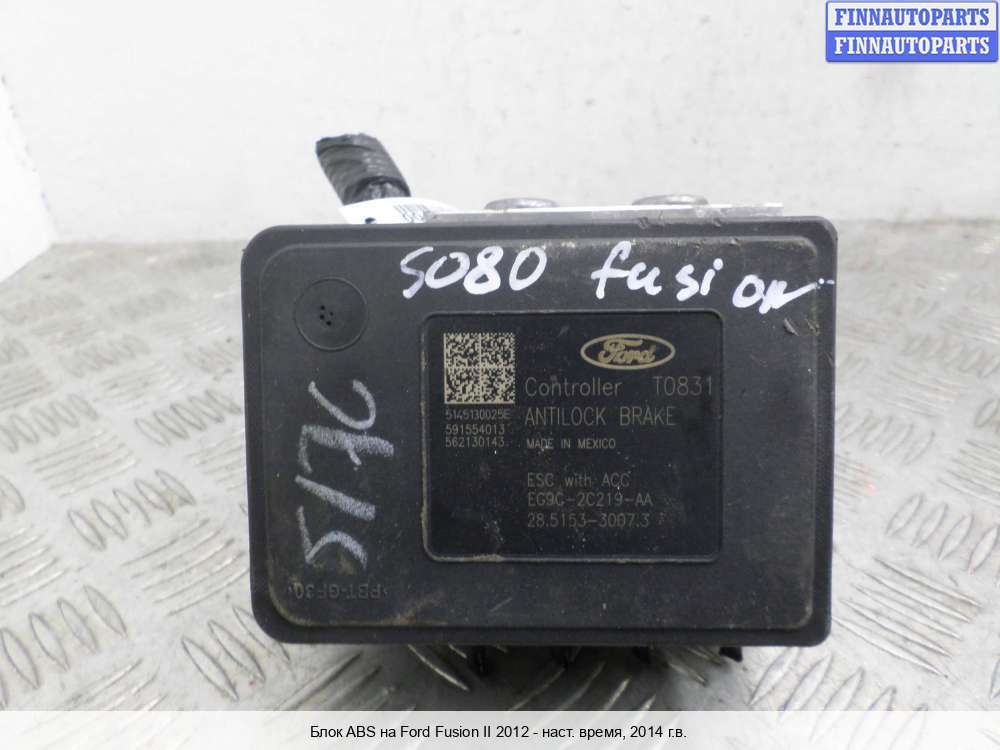 FINNAUTOPARTS
FINNAUTOPARTS
5080 fusion
Ford
Controller T0831
ANTILOCK BRAKE
MADE IN MEXICO
5145130025E
591554013
562130143
ESC with ACC
EG9C-2C219-AA
28.5153-3007.3
>PBT-GF30<
Блок ABS на Ford Fusion II 2012 - наст. время, 2014 г.в.